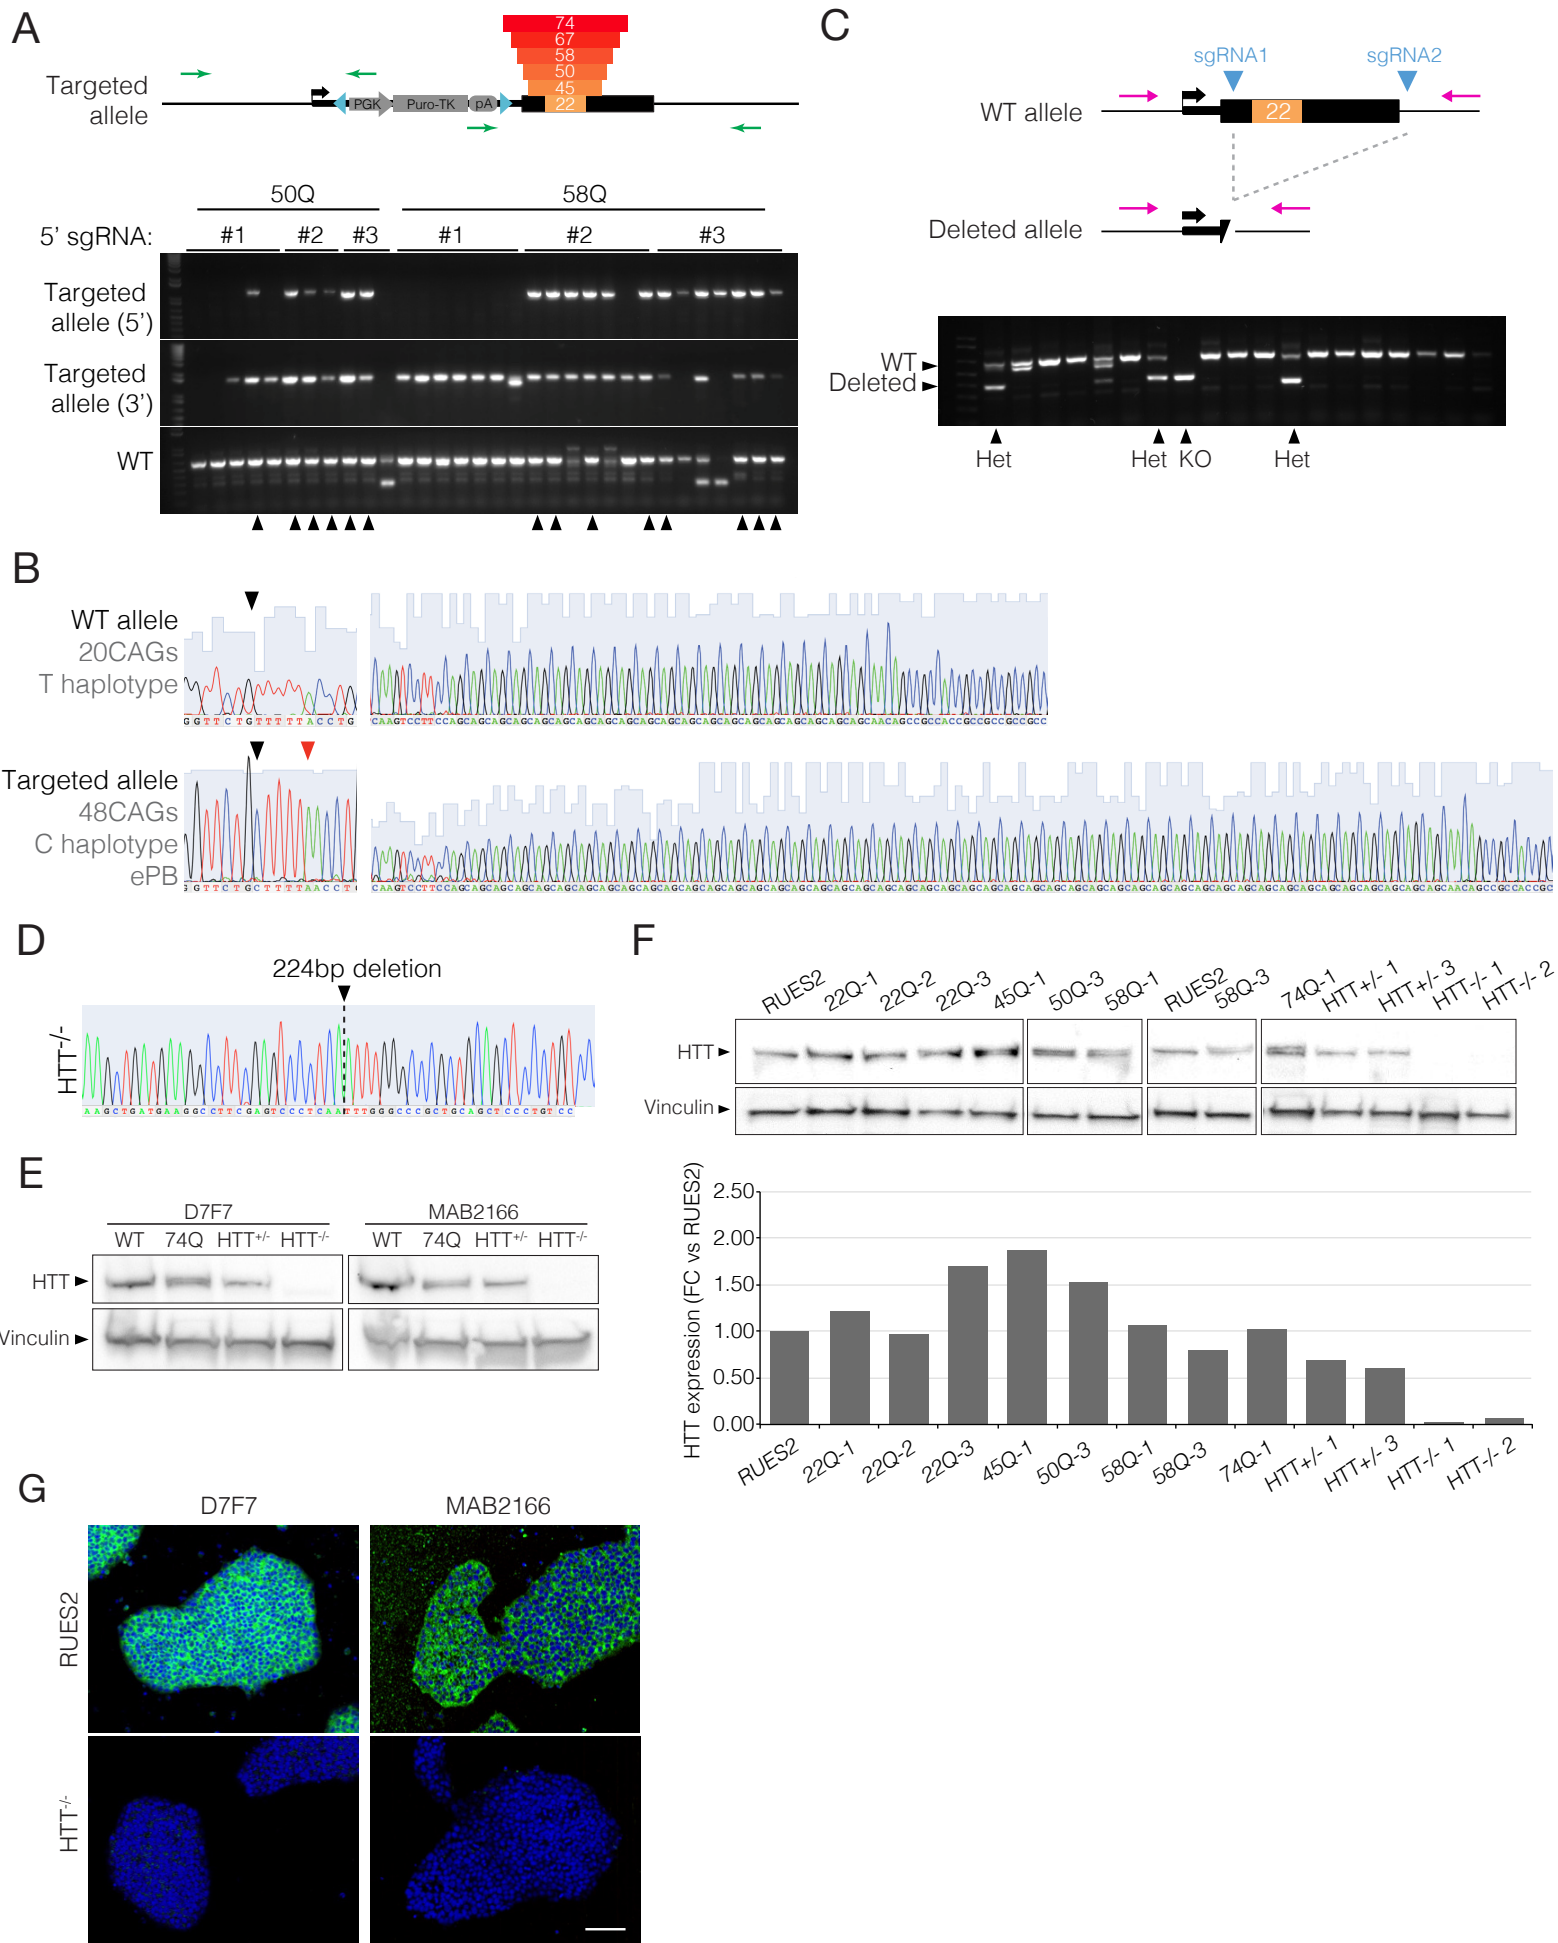 A
Targeted allele
74
67
58
50
45
22
PGK
Puro-TK
pA
50Q
58Q
5' sgRNA:
#1
#2
#3
#1
#2
#3
Targeted allele (5')
Targeted allele (3')
WT
B
WT allele
20CAGs
T haplotype
GGTTCTGTTTTTACCTG
Targeted allele
48CAGs
C haplotype
ePB
GGTTCTGCTTTTAACCT
C
sgRNA1
sgRNA2
WT allele
22
Deleted allele
WT
Deleted
Het
Het
KO
Het
D
224bp deletion
HTT-/-
E
D7F7
MAB2166
WT
74Q
HTT+/-
HTT-/-
WT
74Q
HTT+/-
HTT-/-
HTT
Vinculin
F
RUES2
22Q-1
22Q-2
22Q-3
45Q-1
50Q-3
58Q-1
RUES2
58Q-3
74Q-1
HTT+/- 1
HTT+/- 3
HTT-/- 1
HTT-/- 2
HTT
Vinculin
HTT expression (FC vs RUES2)
2.50
2.00
1.50
1.00
0.50
0.00
RUES2
22Q-1
22Q-2
22Q-3
45Q-1
50Q-3
58Q-1
58Q-3
74Q-1
HTT+/- 1
HTT+/- 3
HTT-/- 1
HTT-/- 2
G
D7F7
MAB2166
RUES2
HTT-/-